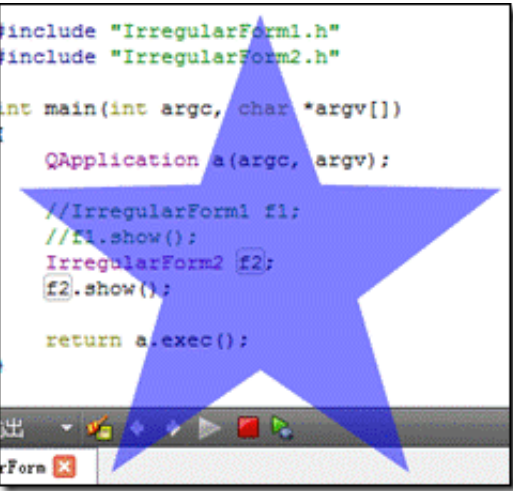 #include "IrregularForm1.h"
#include "IrregularForm2.h"
int main(int argc, char *argv[])
{
QApplication a(argc, argv);
//IrregularForm1 f1;
//f1.show();
IrregularForm2 f2;
f2.show();
return a.exec();
}
出
rForm